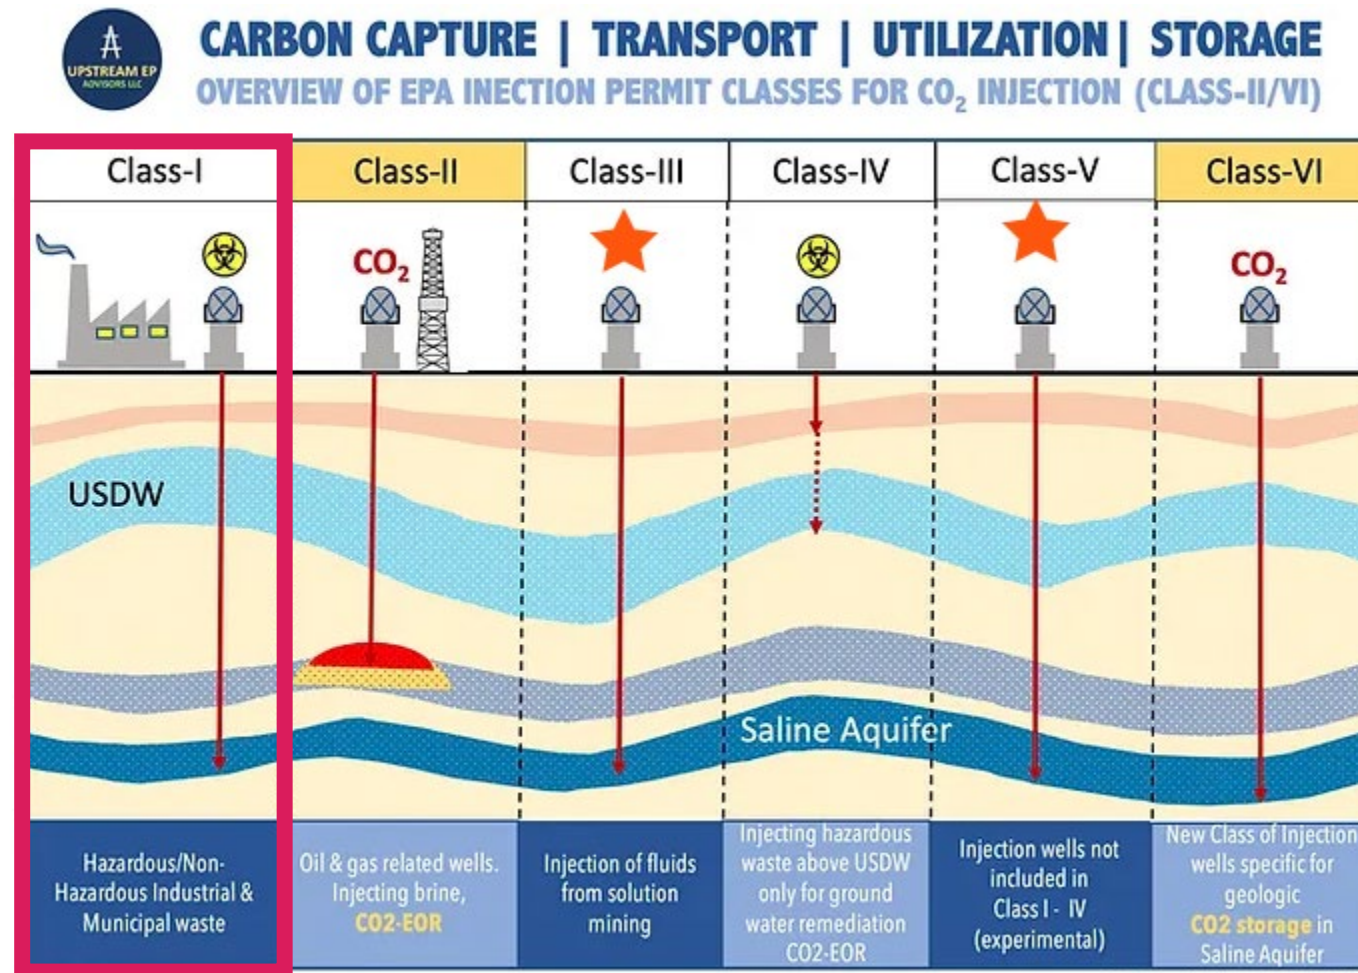 UPSTREAM EP
ADVISORS LLC
CARBON CAPTURE | TRANSPORT | UTILIZATION | STORAGE
OVERVIEW OF EPA INECTION PERMIT CLASSES FOR CO₂ INJECTION (CLASS-II/VI)
Class-I
Class-II
Class-III
Class-IV
Class-V
Class-VI
CO₂
CO₂
USDW
Saline Aquifer
Hazardous/Non-
Hazardous Industrial &
Municipal waste
Oil & gas related wells.
Injecting brine,
CO2-EOR
Injection of fluids
from solution
mining
Injecting hazardous
waste above USDW
only for ground
water remediation
CO2-EOR
Injection wells not
included in
Class I - IV
(experimental)
New Class of Injection
wells specific for
geologic
CO2 storage in
Saline Aquifer